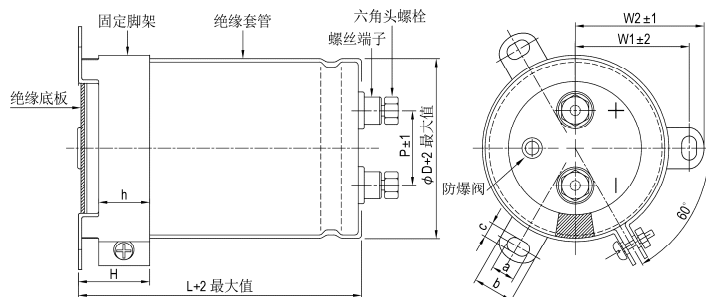 固定脚架
绝缘套管
六角头螺栓
螺丝端子
绝缘底板
P±1
φD+2 最大值
h
H
L+2 最大值
W2±1
W1±2
+
防爆阀
−
60°
c
a
b